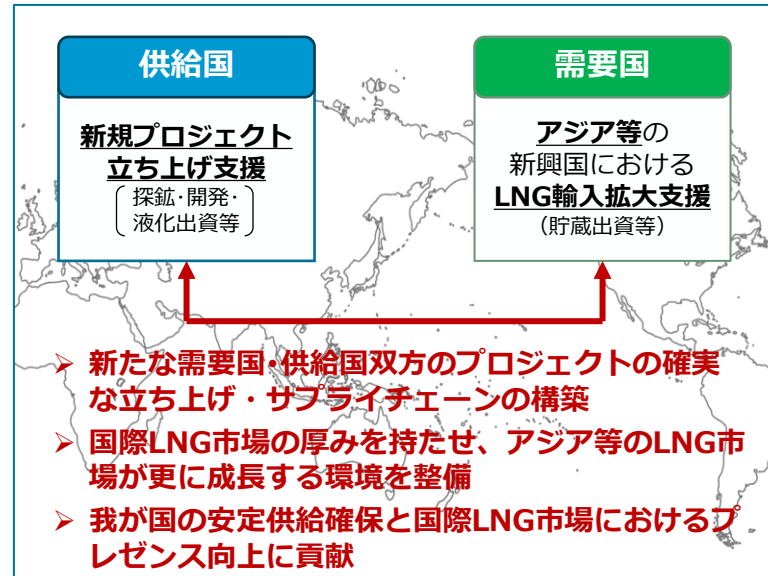 供給国
新規プロジェクト
立ち上げ支援
探鉱・開発・
液化出資等
需要国
アジア等の
新興国における
LNG輸入拡大支援
（貯蔵出資等）
➢ 新たな需要国・供給国双方のプロジェクトの確実
な立ち上げ・サプライチェーンの構築
➢ 国際LNG市場の厚みを持たせ、アジア等のLNG市
場が更に成長する環境を整備
➢ 我が国の安定供給確保と国際LNG市場におけるプ
レゼンス向上に貢献